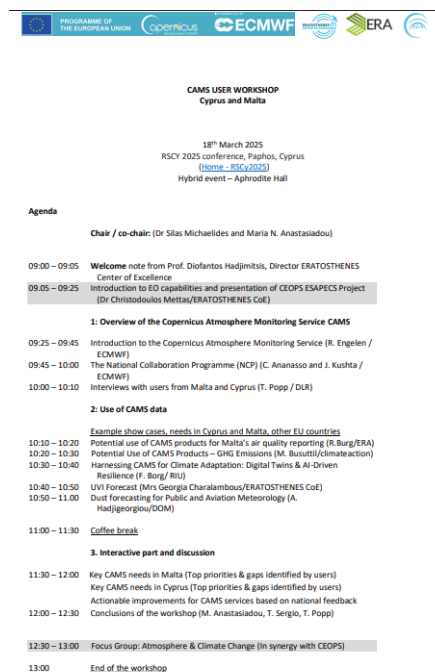 PROGRAMME OF
THE EUROPEAN UNION
opernicus
ECMWF
ERA
CAMS USER WORKSHOP
Cyprus and Malta
18th March 2025
RSCY 2025 conference, Paphos, Cyprus
(Home - RSCy2025)
Hybrid event – Aphrodite Hall
Agenda
Chair / co-chair: (Dr Silas Michaelides and Maria N. Anastasiadou)
09:00 – 09:05 Welcome note from Prof. Diofantos Hadjimitsis, Director ERATOSTHENES
Center of Excellence
09.05 – 09:25 Introduction to EO capabilities and presentation of CEOPS ESAPECS Project
(Dr Christodoulos Mettas/ERATOSTHENES CoE)
1: Overview of the Copernicus Atmosphere Monitoring Service CAMS
09:25 – 09:45 Introduction to the Copernicus Atmosphere Monitoring Service (R. Engelen /
ECMWF)
09:45 – 10:00 The National Collaboration Programme (NCP) (C. Ananasso and J. Kushta /
ECMWF)
10:00 – 10:10 Interviews with users from Malta and Cyprus (T. Popp / DLR)
2: Use of CAMS data
Example show cases, needs in Cyprus and Malta, other EU countries
10:10 – 10:20 Potential use of CAMS products for Malta's air quality reporting (R.Burg/ERA)
10:20 – 10:30 Potential Use of CAMS Products – GHG Emissions (M. Busuttil/climateaction)
10:30 – 10:40 Harnessing CAMS for Climate Adaptation: Digital Twins & AI-Driven
Resilience (F. Borg/ RIU)
10:40 – 10:50 UVI Forecast (Mrs Georgia Charalambous/ERATOSTHENES CoE)
10:50 – 11.00 Dust forecasting for Public and Aviation Meteorology (A.
Hadjigeorgiou/DOM)
11:00 – 11:30 Coffee break
3. Interactive part and discussion
11:30 – 12:00 Key CAMS needs in Malta (Top priorities & gaps identified by users)
Key CAMS needs in Cyprus (Top priorities & gaps identified by users)
Actionable improvements for CAMS services based on national feedback
12:00 – 12:30 Conclusions of the workshop (M. Anastasiadou, T. Sergio, T. Popp)
12:30 – 13:00 Focus Group: Atmosphere & Climate Change (In synergy with CEOPS)
13:00 End of the workshop